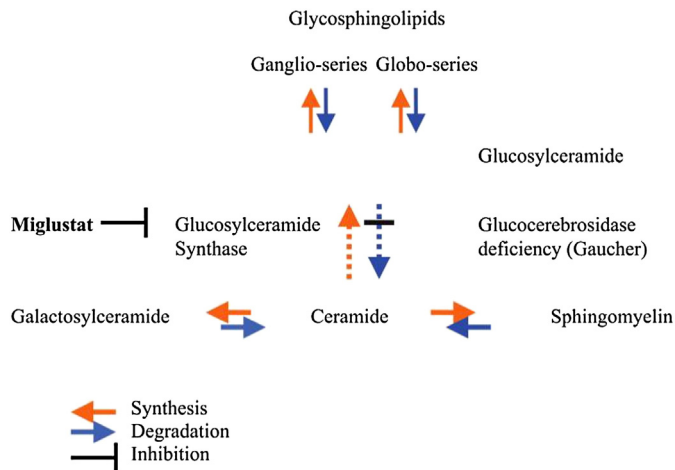 Glycosphingolipids
Ganglio-series Globo-series
Glucosylceramide
Miglustat
Glucosylceramide
Synthase
Glucocerebrosidase
deficiency (Gaucher)
Galactosylceramide
Ceramide
Sphingomyelin
Synthesis
Degradation
Inhibition